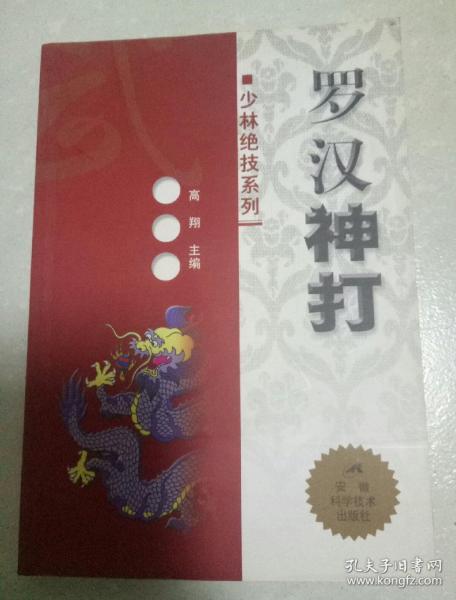 罗汉神打
少林绝技系列
高翔 主编
安徽
科学技术
出版社
孔夫子旧书网
www.kongfz.com